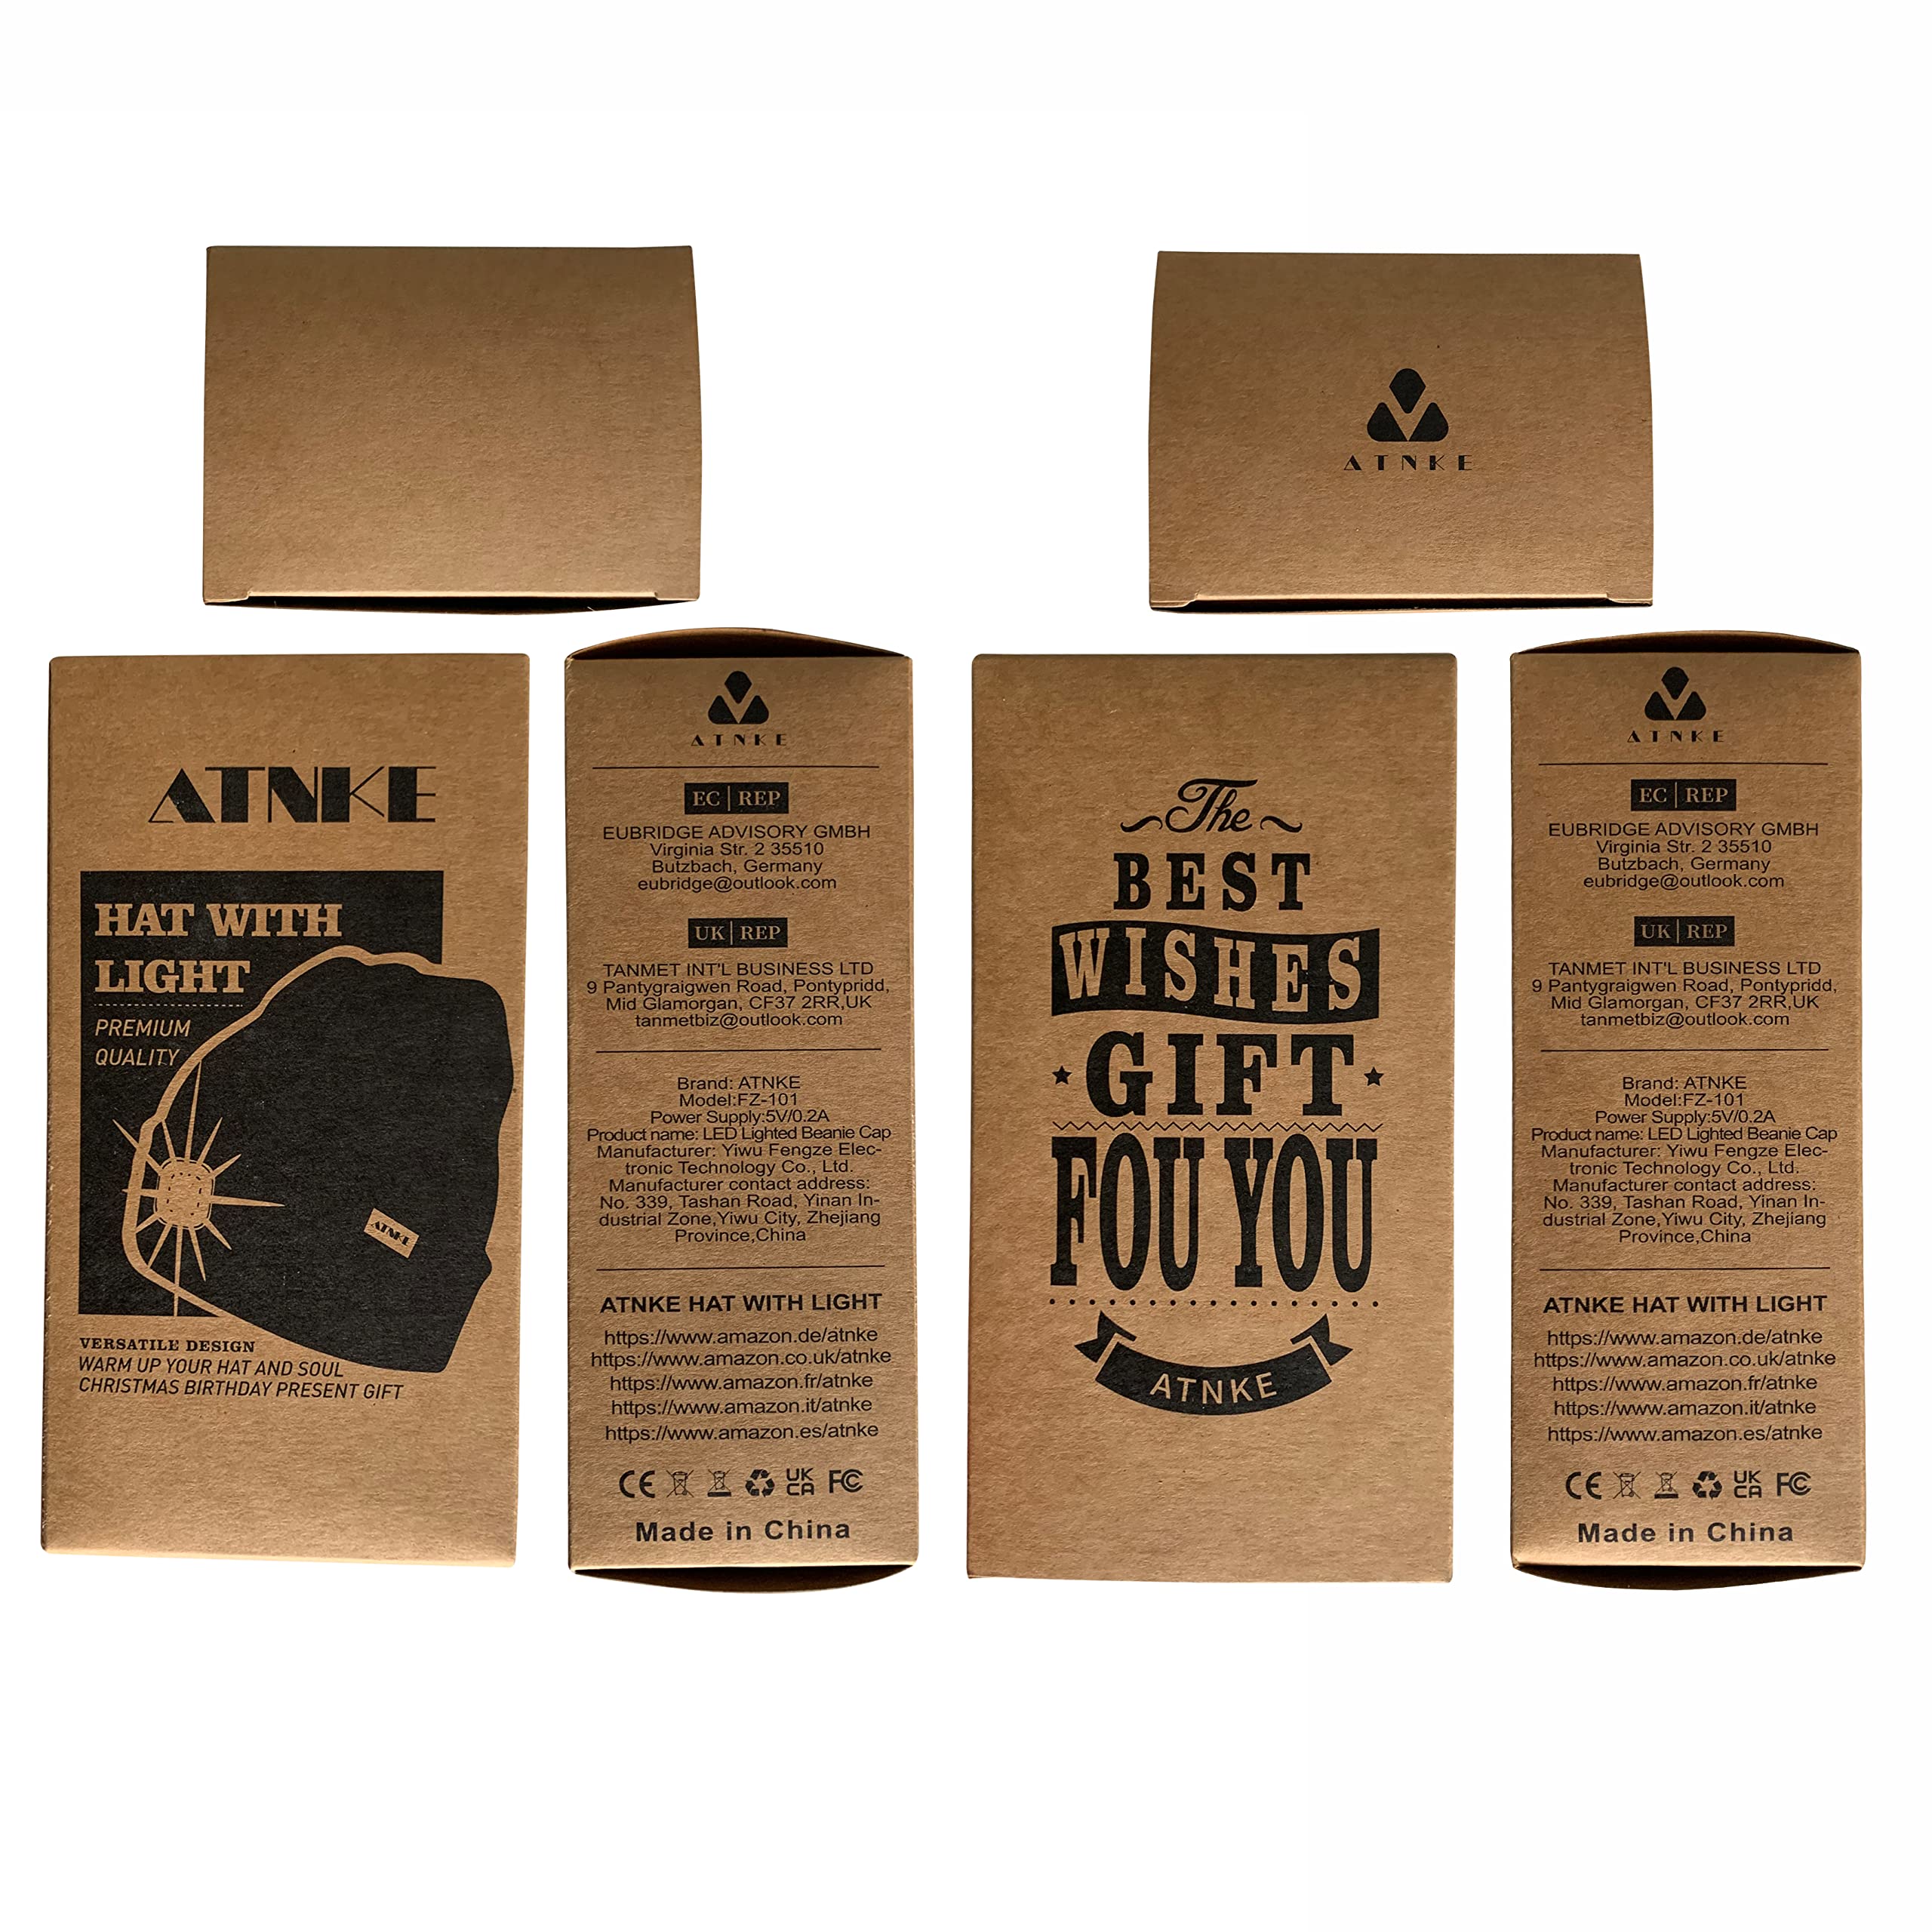 ATNKE
ATNKE
HAT WITH
LIGHT
PREMIUM
QUALITY
ATNKE
VERSATILE DESIGN
WARM UP YOUR HAT AND SOUL
CHRISTMAS BIRTHDAY PRESENT GIFT
ATNKE
EC REP
EUBRIDGE ADVISORY GMBH
Virginia Str. 2 35510
Butzbach, Germany
eubridge@outlook.com
UK REP
TANMET INT'L BUSINESS LTD
9 Pantygraigwen Road, Pontypridd,
Mid Glamorgan, CF37 2RR,UK
tanmetbiz@outlook.com
Brand: ATNKE
Model:FZ-101
Power Supply:5V/0.2A
Product name: LED Lighted Beanie Cap
Manufacturer: Yiwu Fengze Elec-
tronic Technology Co., Ltd.
Manufacturer contact address:
No. 339, Tashan Road, Yinan In-
dustrial Zone,Yiwu City, Zhejiang
Province,China
ATNKE HAT WITH LIGHT
https://www.amazon.de/atnke
https://www.amazon.co.uk/atnke
https://www.amazon.fr/atnke
https://www.amazon.it/atnke
https://www.amazon.es/atnke
CE UK CA FC
Made in China
The
BEST
WISHES
GIFT
FOU YOU
ATNKE
ATNKE
EC REP
EUBRIDGE ADVISORY GMBH
Virginia Str. 2 35510
Butzbach, Germany
eubridge@outlook.com
UK REP
TANMET INT'L BUSINESS LTD
9 Pantygraigwen Road, Pontypridd,
Mid Glamorgan, CF37 2RR,UK
tanmetbiz@outlook.com
Brand: ATNKE
Model:FZ-101
Power Supply:5V/0.2A
Product name: LED Lighted Beanie Cap
Manufacturer: Yiwu Fengze Elec-
tronic Technology Co., Ltd.
Manufacturer contact address:
No. 339, Tashan Road, Yinan In-
dustrial Zone,Yiwu City, Zhejiang
Province,China
ATNKE HAT WITH LIGHT
https://www.amazon.de/atnke
https://www.amazon.co.uk/atnke
https://www.amazon.fr/atnke
https://www.amazon.it/atnke
https://www.amazon.es/atnke
CE UK CA FC
Made in China